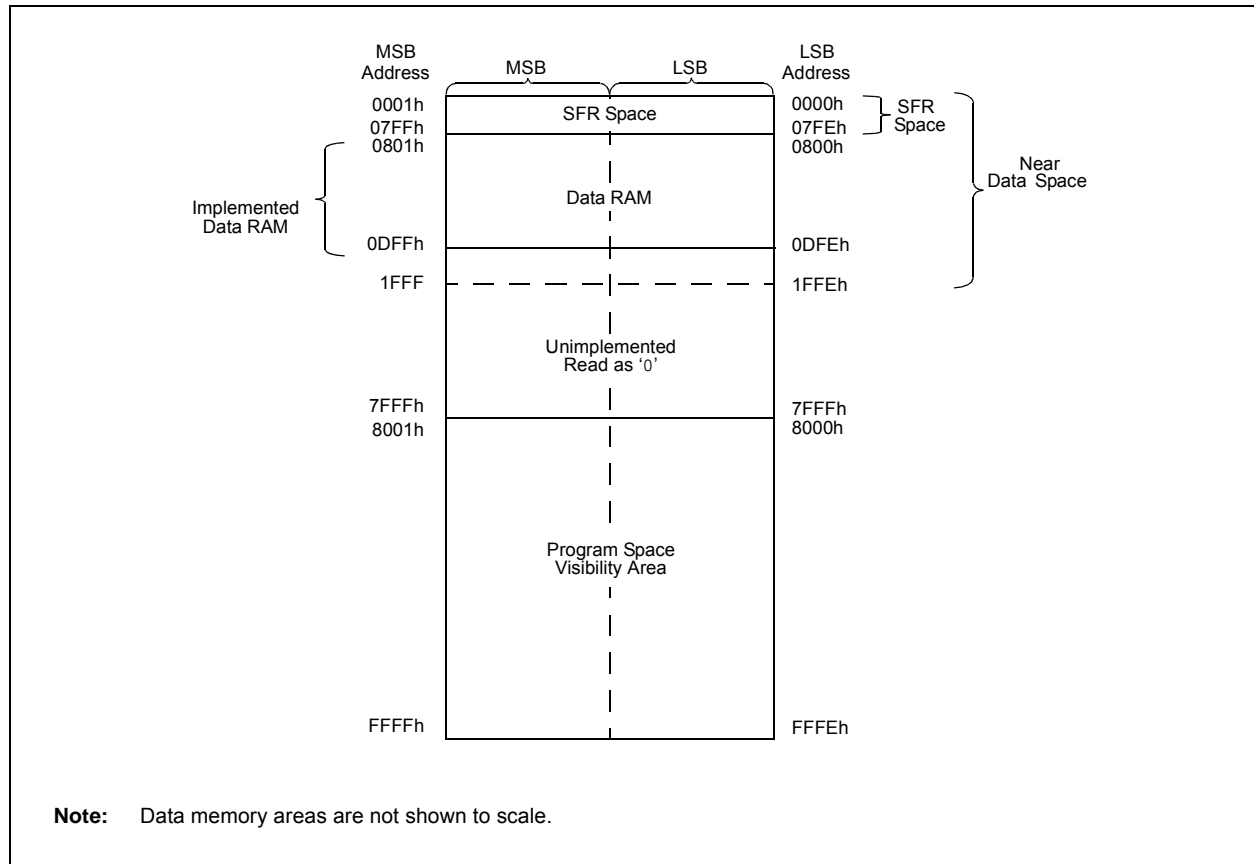 MSB
Address
MSB
LSB
LSB
Address
0001h
SFR Space
0000h
SFR
Space
07FFh
07FEh
0801h
0800h
Near
Data Space
Implemented
Data RAM
Data RAM
0DFFh
0DFEh
1FFF
1FFEh
Unimplemented
Read as ‘0’
7FFFh
7FFFh
8001h
8000h
Program Space
Visibility Area
FFFFh
FFFEh
Note: Data memory areas are not shown to scale.